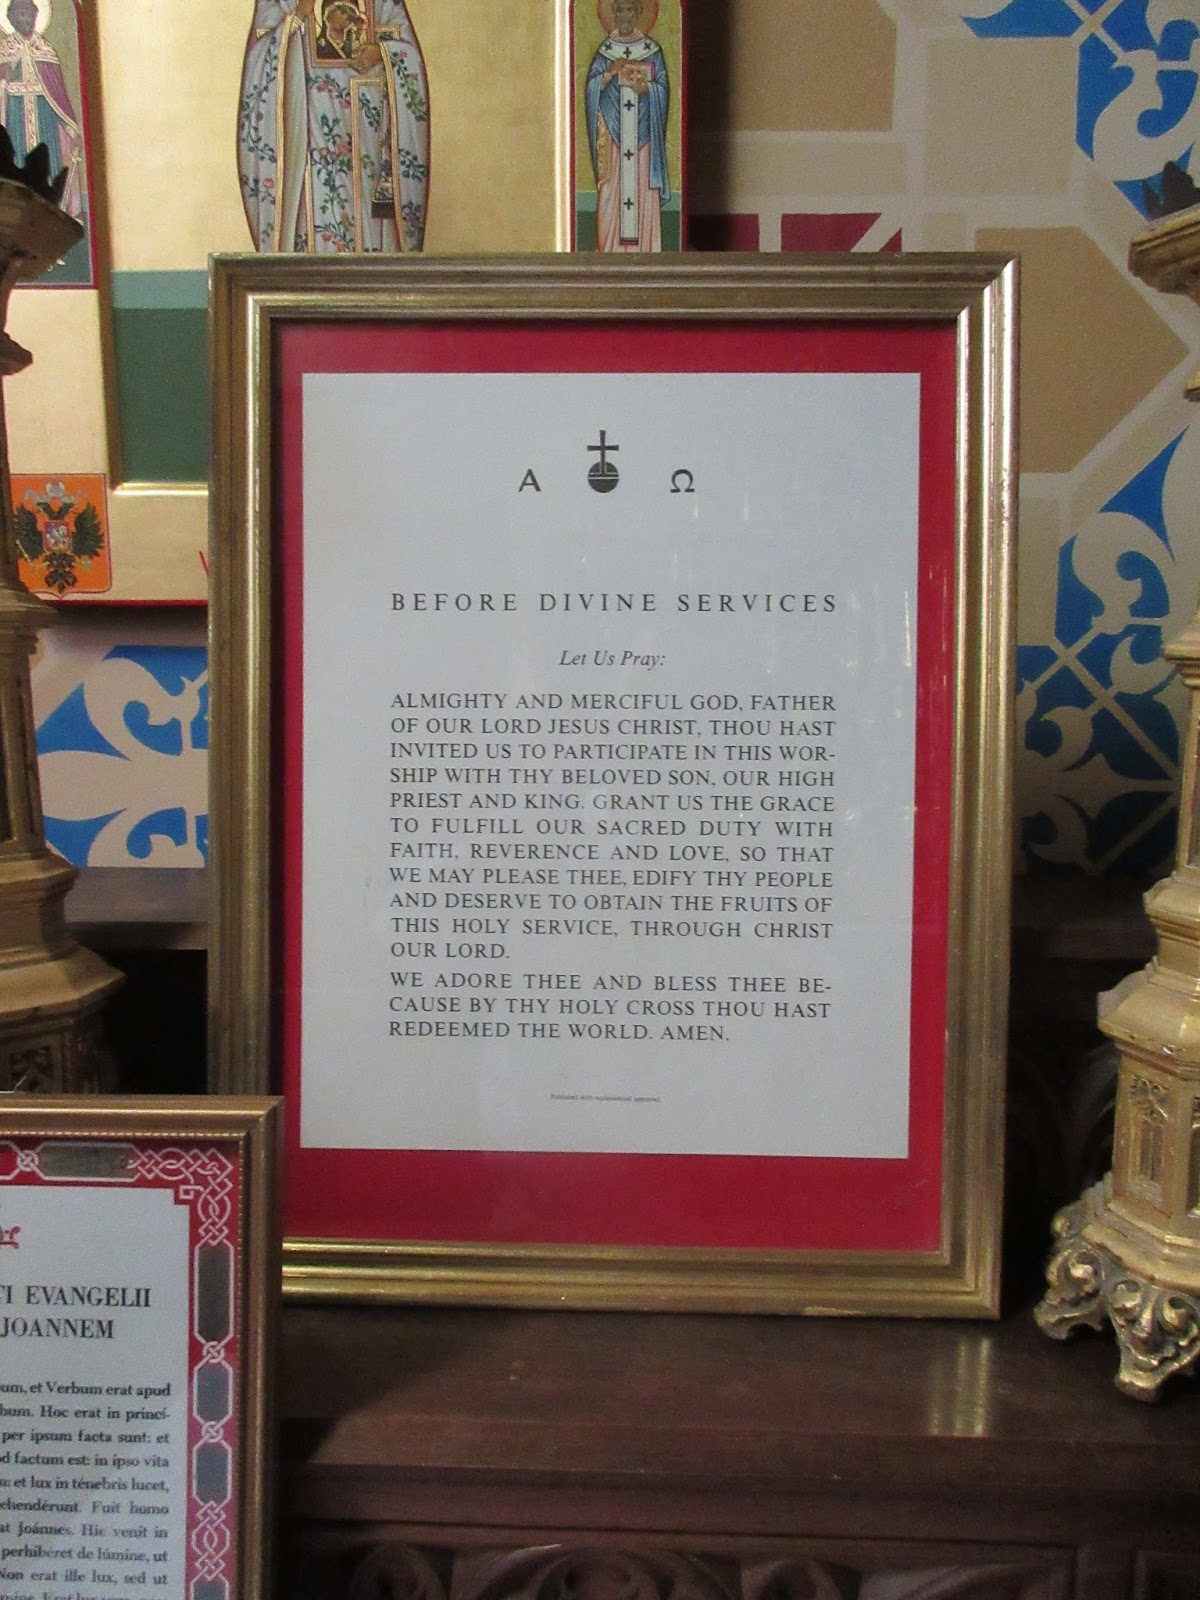 Α Ω
BEFORE DIVINE SERVICES
Let Us Pray:
ALMIGHTY AND MERCIFUL GOD, FATHER
OF OUR LORD JESUS CHRIST, THOU HAST
INVITED US TO PARTICIPATE IN THIS WOR-
SHIP WITH THY BELOVED SON, OUR HIGH
PRIEST AND KING. GRANT US THE GRACE
TO FULFILL OUR SACRED DUTY WITH
FAITH, REVERENCE AND LOVE, SO THAT
WE MAY PLEASE THEE, EDIFY THY PEOPLE
AND DESERVE TO OBTAIN THE FRUITS OF
THIS HOLY SERVICE, THROUGH CHRIST
OUR LORD.
WE ADORE THEE AND BLESS THEE BE-
CAUSE BY THY HOLY CROSS THOU HAST
REDEEMED THE WORLD. AMEN.
Published with ecclesiastical approval.
TI EVANGELII
JOANNEM
um, et Verbum erat apud
bum. Hoc erat in princí-
per ipsum facta sunt: et
d factum est: in ipso vita
n: et lux in ténebris lucet,
ehendérunt. Fuit homo
at Joánnes. Hic venit in
perhibéret de lúmine, ut
Non erat ille lux, sed ut